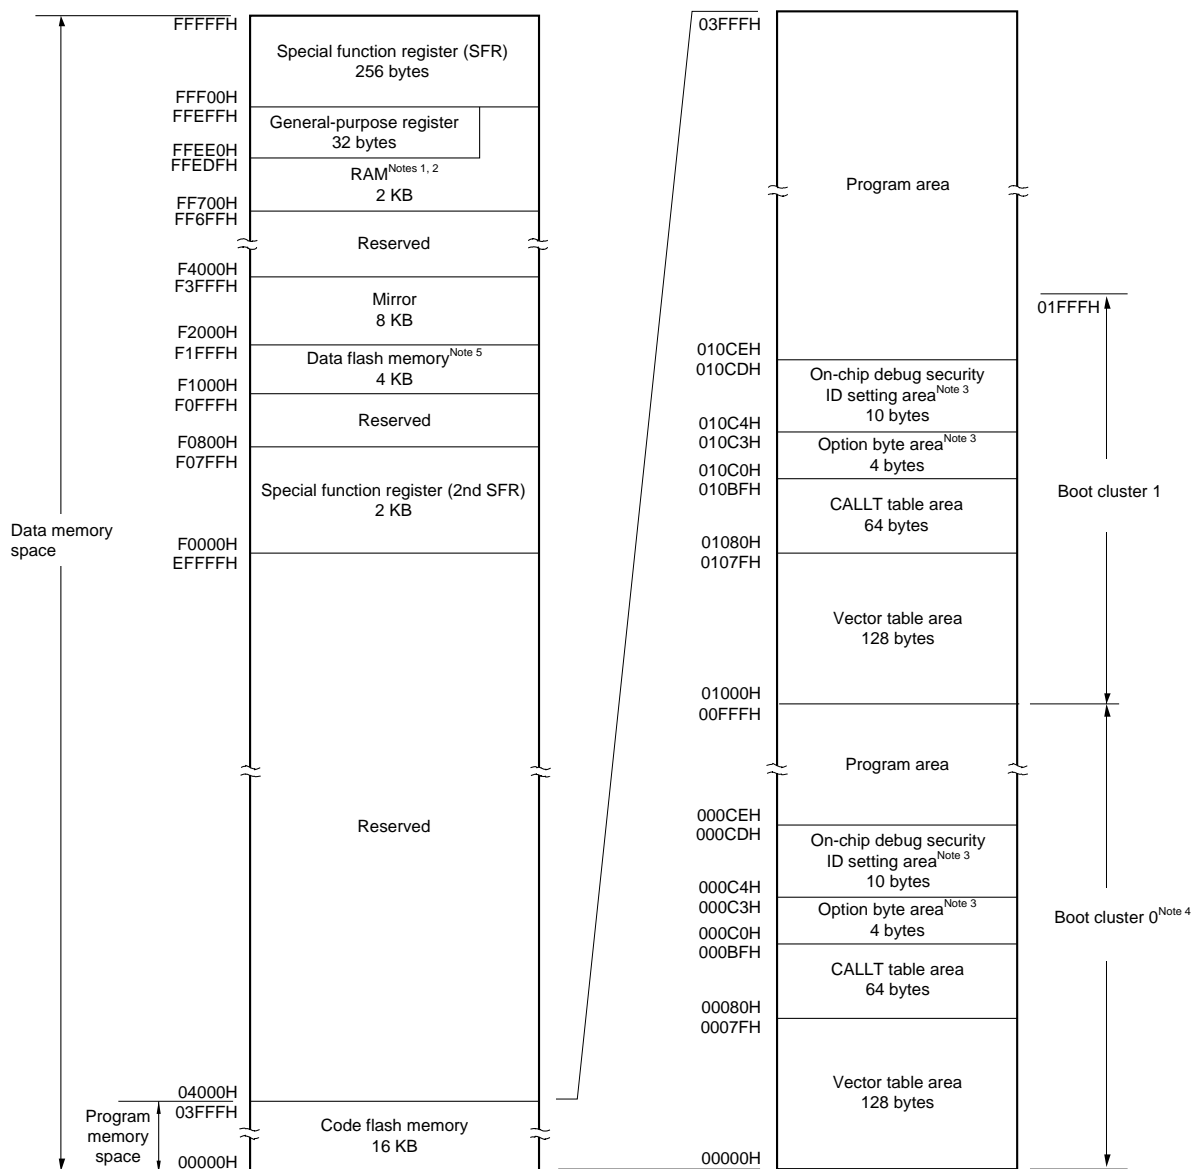 FFFFFH
Special function register (SFR)
256 bytes
FFF00H
FFEFFH
General-purpose register
32 bytes
FFEE0H
FFEDFH
RAMNotes 1, 2
2 KB
FF700H
FF6FFH
Reserved
F4000H
F3FFFH
Mirror
8 KB
F2000H
F1FFFH
Data flash memoryNote 5
4 KB
F1000H
F0FFFH
Reserved
F0800H
F07FFH
Special function register (2nd SFR)
2 KB
F0000H
EFFFFH
Data memory
space
Reserved
04000H
03FFFH
Program
memory
space
Code flash memory
16 KB
00000H
03FFFH
Program area
01FFFH
010CEH
010CDH
On-chip debug security
ID setting areaNote 3
10 bytes
010C4H
010C3H
Option byte areaNote 3
4 bytes
010C0H
010BFH
CALLT table area
64 bytes
Boot cluster 1
01080H
0107FH
Vector table area
128 bytes
01000H
00FFFH
Program area
000CEH
000CDH
On-chip debug security
ID setting areaNote 3
10 bytes
000C4H
000C3H
Option byte areaNote 3
4 bytes
Boot cluster 0Note 4
000C0H
000BFH
CALLT table area
64 bytes
00080H
0007FH
Vector table area
128 bytes
00000H